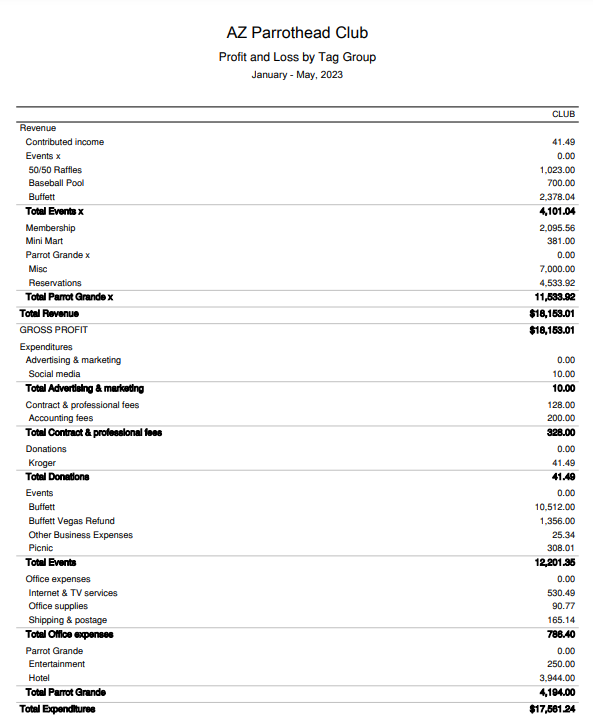 AZ Parrothead Club
Profit and Loss by Tag Group
January - May, 2023
CLUB
Revenue
Contributed income 41.49
Events x 0.00
50/50 Raffles 1,023.00
Baseball Pool 700.00
Buffett 2,378.04
Total Events x 4,101.04
Membership 2,095.56
Mini Mart 381.00
Parrot Grande x 0.00
Misc 7,000.00
Reservations 4,533.92
Total Parrot Grande x 11,533.92
Total Revenue $18,153.01
GROSS PROFIT $18,153.01
Expenditures
Advertising & marketing 0.00
Social media 10.00
Total Advertising & marketing 10.00
Contract & professional fees 128.00
Accounting fees 200.00
Total Contract & professional fees 328.00
Donations 0.00
Kroger 41.49
Total Donations 41.49
Events 0.00
Buffett 10,512.00
Buffett Vegas Refund 1,356.00
Other Business Expenses 25.34
Picnic 308.01
Total Events 12,201.35
Office expenses 0.00
Internet & TV services 530.49
Office supplies 90.77
Shipping & postage 165.14
Total Office expenses 786.40
Parrot Grande 0.00
Entertainment 250.00
Hotel 3,944.00
Total Parrot Grande 4,194.00
Total Expenditures $17,561.24